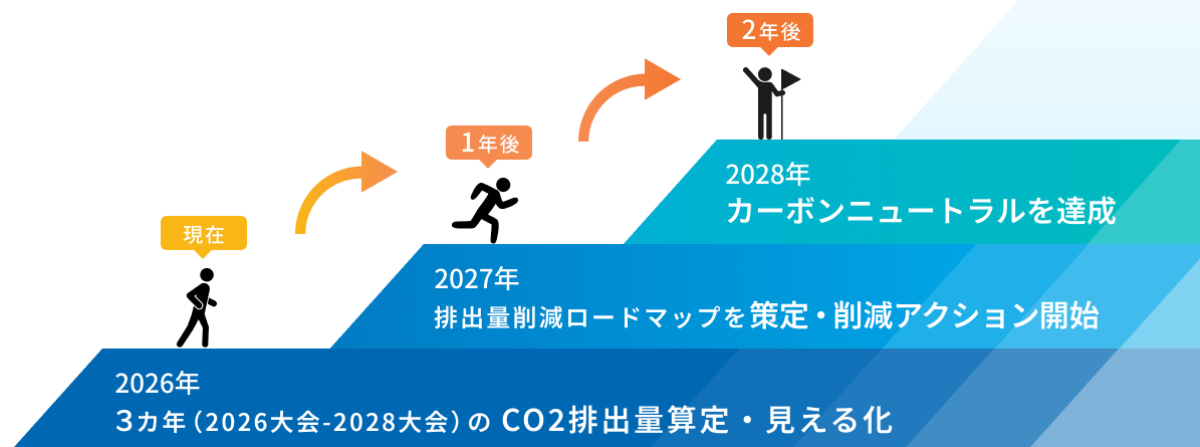 2年後
1年後
現在
2028年
カーボンニュートラルを達成
2027年
排出量削減ロードマップを策定・削減アクション開始
2026年
3カ年（2026大会-2028大会）の CO2排出量算定・見える化